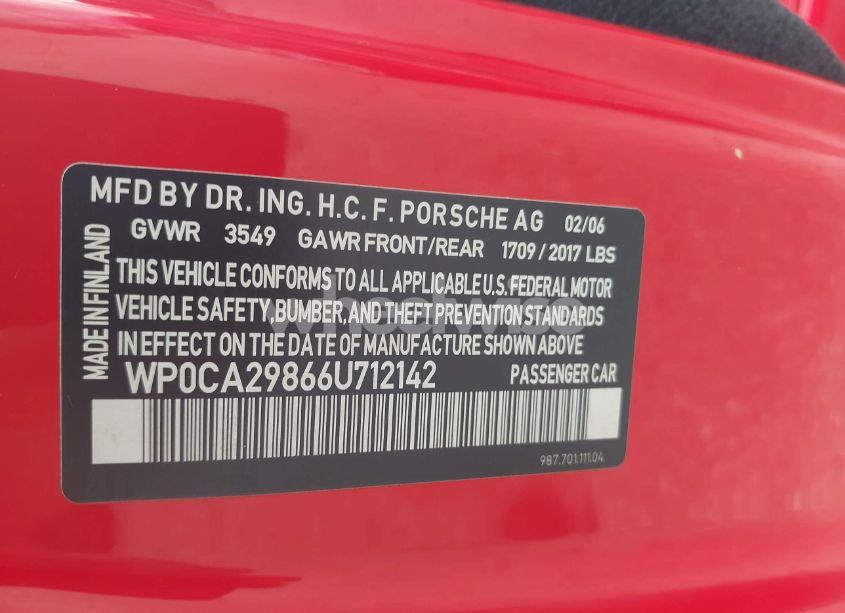 MFD BY DR. ING. H.C. F. PORSCHE AG 02/06
GVWR 3549 GAWR FRONT/REAR 1709 / 2017 LBS
THIS VEHICLE CONFORMS TO ALL APPLICABLE U.S. FEDERAL MOTOR
VEHICLE SAFETY, BUMPER, AND THEFT PREVENTION STANDARDS
IN EFFECT ON THE DATE OF MANUFACTURE SHOWN ABOVE
WP0CA29866U712142 PASSENGER CAR
987.701.111.04
MADE IN FINLAND